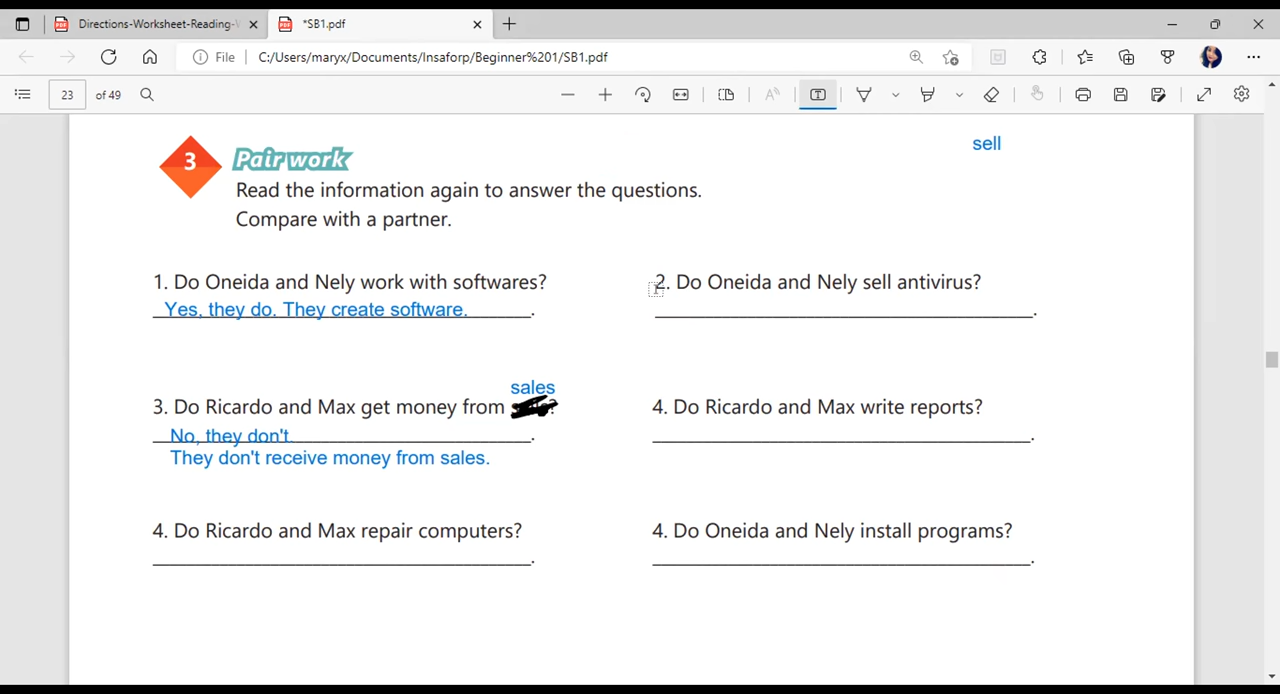 Directions-Worksheet-Reading-V
*SB1.pdf
File
C:/Users/maryx/Documents/Insaforp/Beginner%201/SB1.pdf
23 of 49
sell
3 Pair work
Read the information again to answer the questions.
Compare with a partner.
1. Do Oneida and Nely work with softwares?
Yes, they do. They create software.
2. Do Oneida and Nely sell antivirus?
sales
3. Do Ricardo and Max get money from
No, they don't.
They don't receive money from sales.
4. Do Ricardo and Max write reports?
4. Do Ricardo and Max repair computers?
4. Do Oneida and Nely install programs?